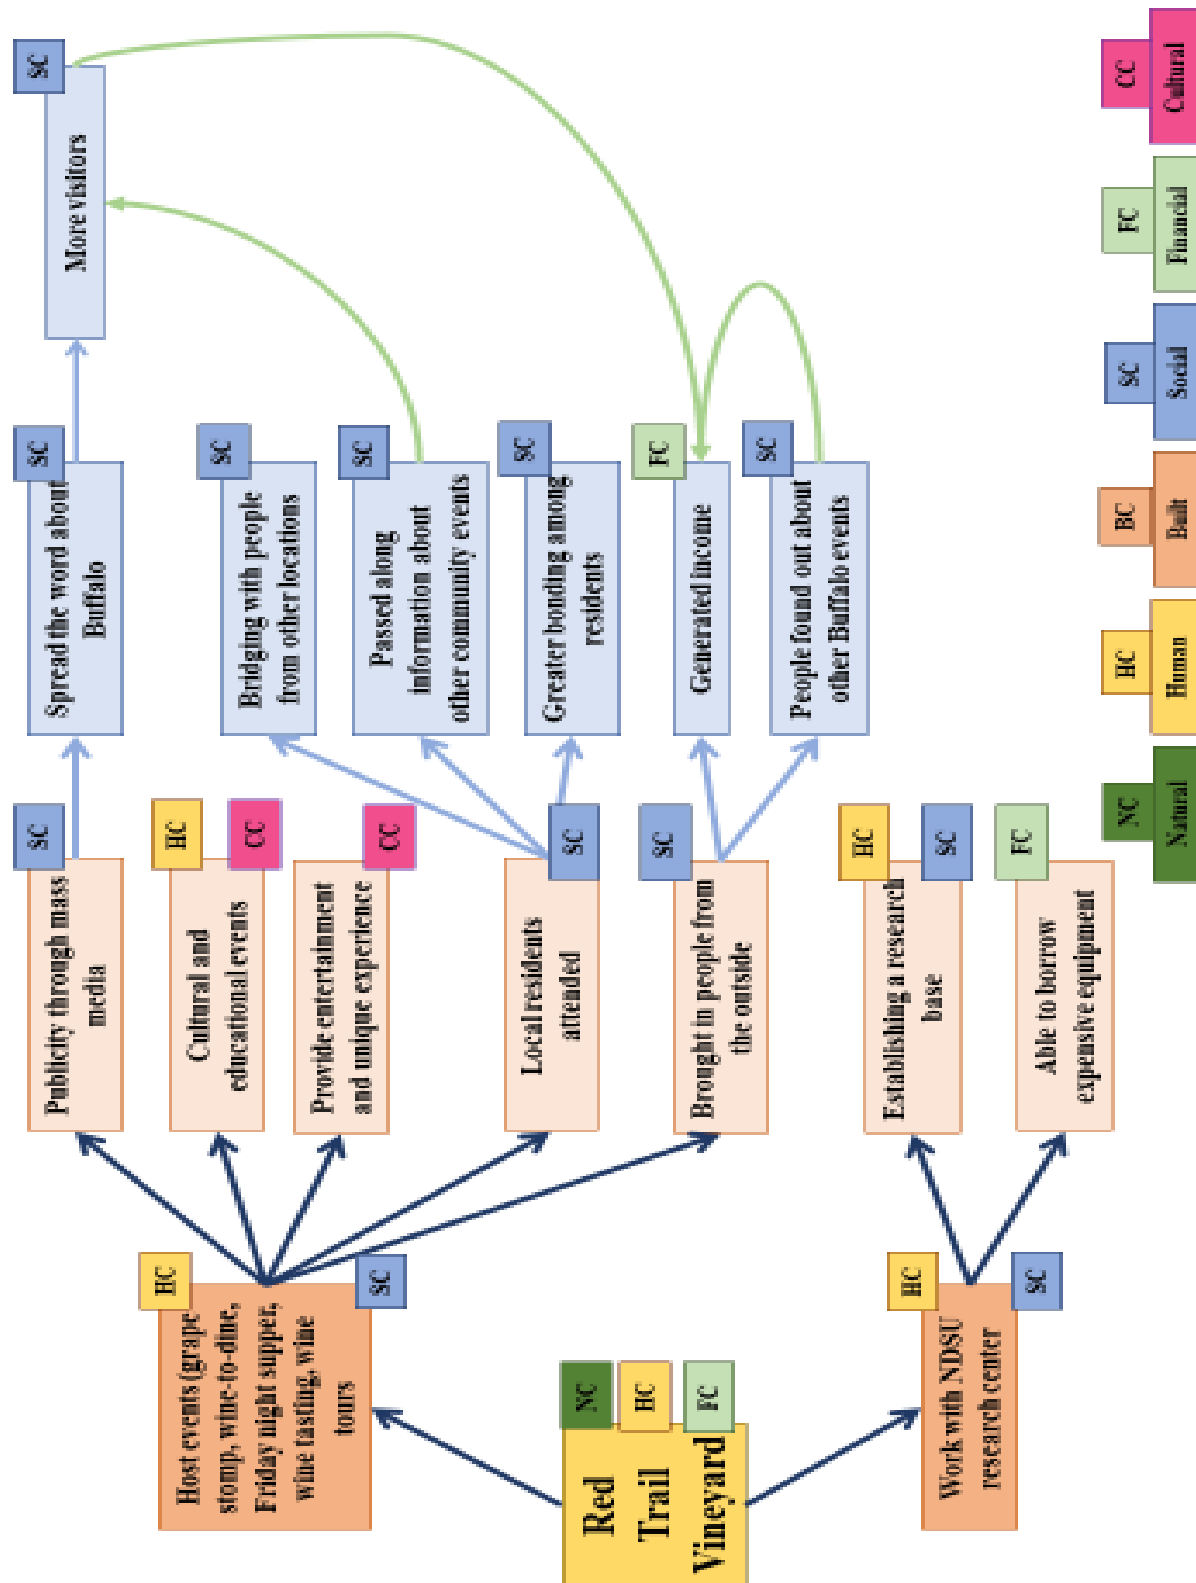 Red
Trail
Vineyard
NC
HC
FC
Host events (grape
stomp, wine-to-dine,
Friday night supper,
wine tasting, wine
tours
HC
SC
Work with NDSU
research center
HC
SC
Publicity through mass
media
SC
Cultural and
educational events
HC
CC
Provide entertainment
and unique experience
CC
Local residents
attended
SC
Brought in people from
the outside
SC
Establishing a research
base
HC
SC
Able to borrow
expensive equipment
FC
Spread the word about
Buffalo
SC
Bridging with people
from other locations
SC
Passed along
information about
other community events
SC
Greater bonding among
residents
SC
Generated income
FC
People found out about
other Buffalo events
SC
More visitors
SC
NC
Natural
HC
Human
BC
Built
SC
Social
FC
Financial
CC
Cultural